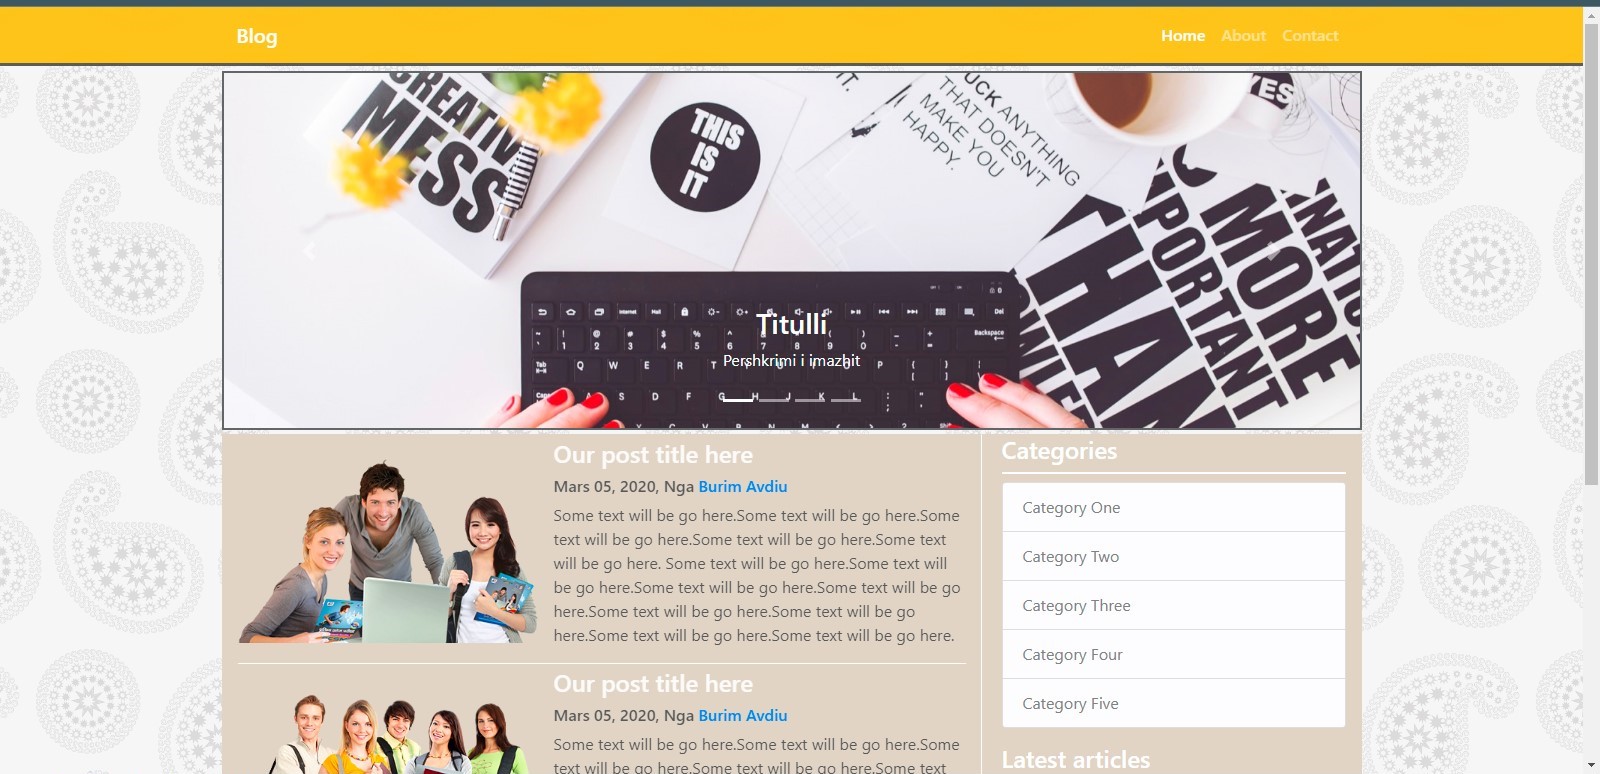 Blog
Home About Contact
CREATIV
MESS
THIS
IS
IT
IT.
UCK ANYTHING
THAT DOESN'T
MAKE YOU
HAPPY.
YES
PORTANT
MORE
Titulli
Pershkrimi i imazhit
Our post title here
Mars 05, 2020, Nga Burim Avdiu
Some text will be go here.Some text will be go here.Some
text will be go here.Some text will be go here.Some text
will be go here. Some text will be go here.Some text will
be go here.Some text will be go here.Some text will be go
here.Some text will be go here.Some text will be go
here.Some text will be go here.Some text will be go here.
Our post title here
Mars 05, 2020, Nga Burim Avdiu
Some text will be go here.Some text will be go here.Some
text will be go here.Some text will be go here.Some text
Categories
Category One
Category Two
Category Three
Category Four
Category Five
Latest articles